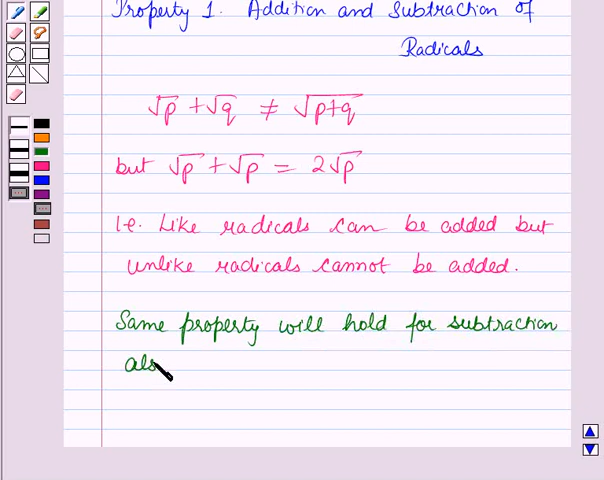 Property 1. Addition and Subtraction of
Radicals
√p + √q ≠ √p+q
but √p + √p = 2√p
i.e. Like radicals can be added but
unlike radicals cannot be added.
Same property will hold for subtraction
als